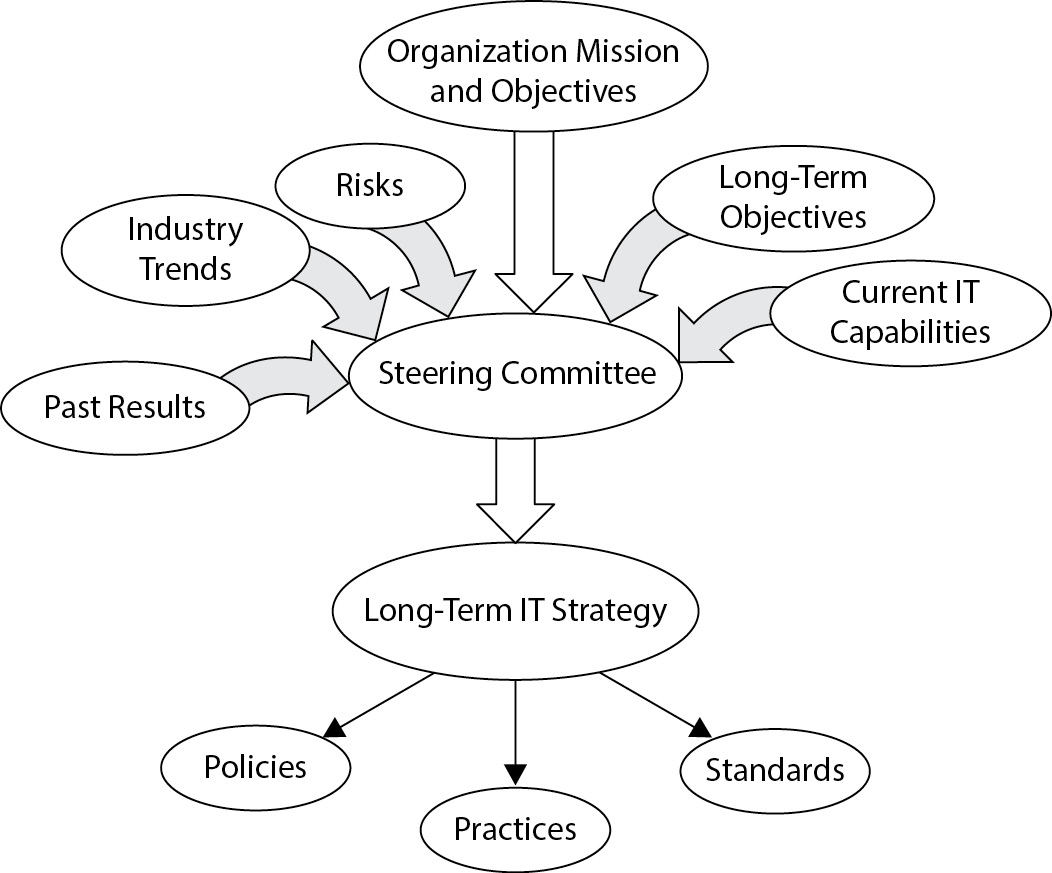 Organization Mission
and Objectives
Risks
Long-Term
Objectives
Industry
Trends
Current IT
Capabilities
Steering Committee
Past Results
Long-Term IT Strategy
Policies
Standards
Practices